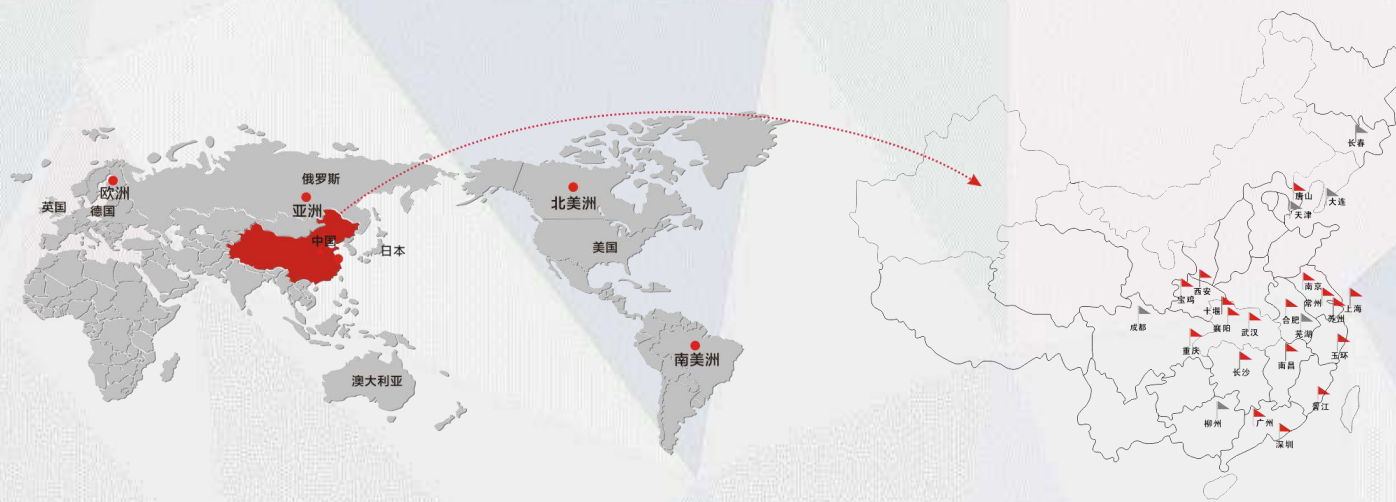 俄罗斯
欧洲
英国
德国
亚洲
中国
日本
北美洲
美国
南美洲
澳大利亚
长春
唐山
大连
天津
西安
宝鸡
南京
常州
上海
苏州
十堰
襄阳
武汉
合肥
芜湖
成都
重庆
长沙
南昌
玉环
晋江
柳州
广州
深圳